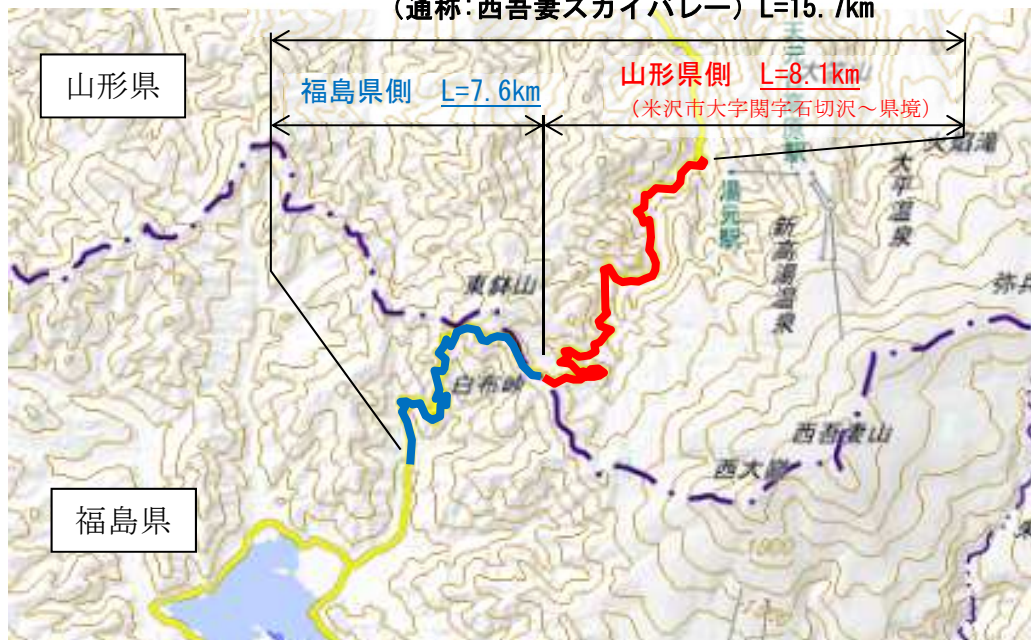 （通称：西吾妻スカイバレー）L=15.7km
山形県
福島県側 L=7.6km
山形県側 L=8.1km
（米沢市大字関字石切沢～県境）
大平温泉
湯元駅
新高湯温泉
東鉢山
白布峠
西吾妻山
西大巓
福島県